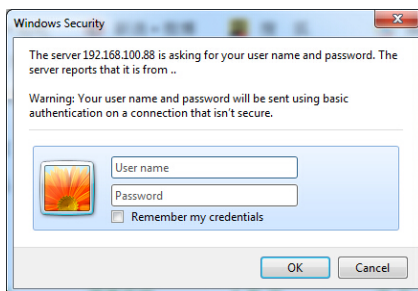 Windows Security
The server 192.168.100.88 is asking for your user name and password. The
server reports that it is from ..
Warning: Your user name and password will be sent using basic
authentication on a connection that isn't secure.
User name
Password
Remember my credentials
OK
Cancel